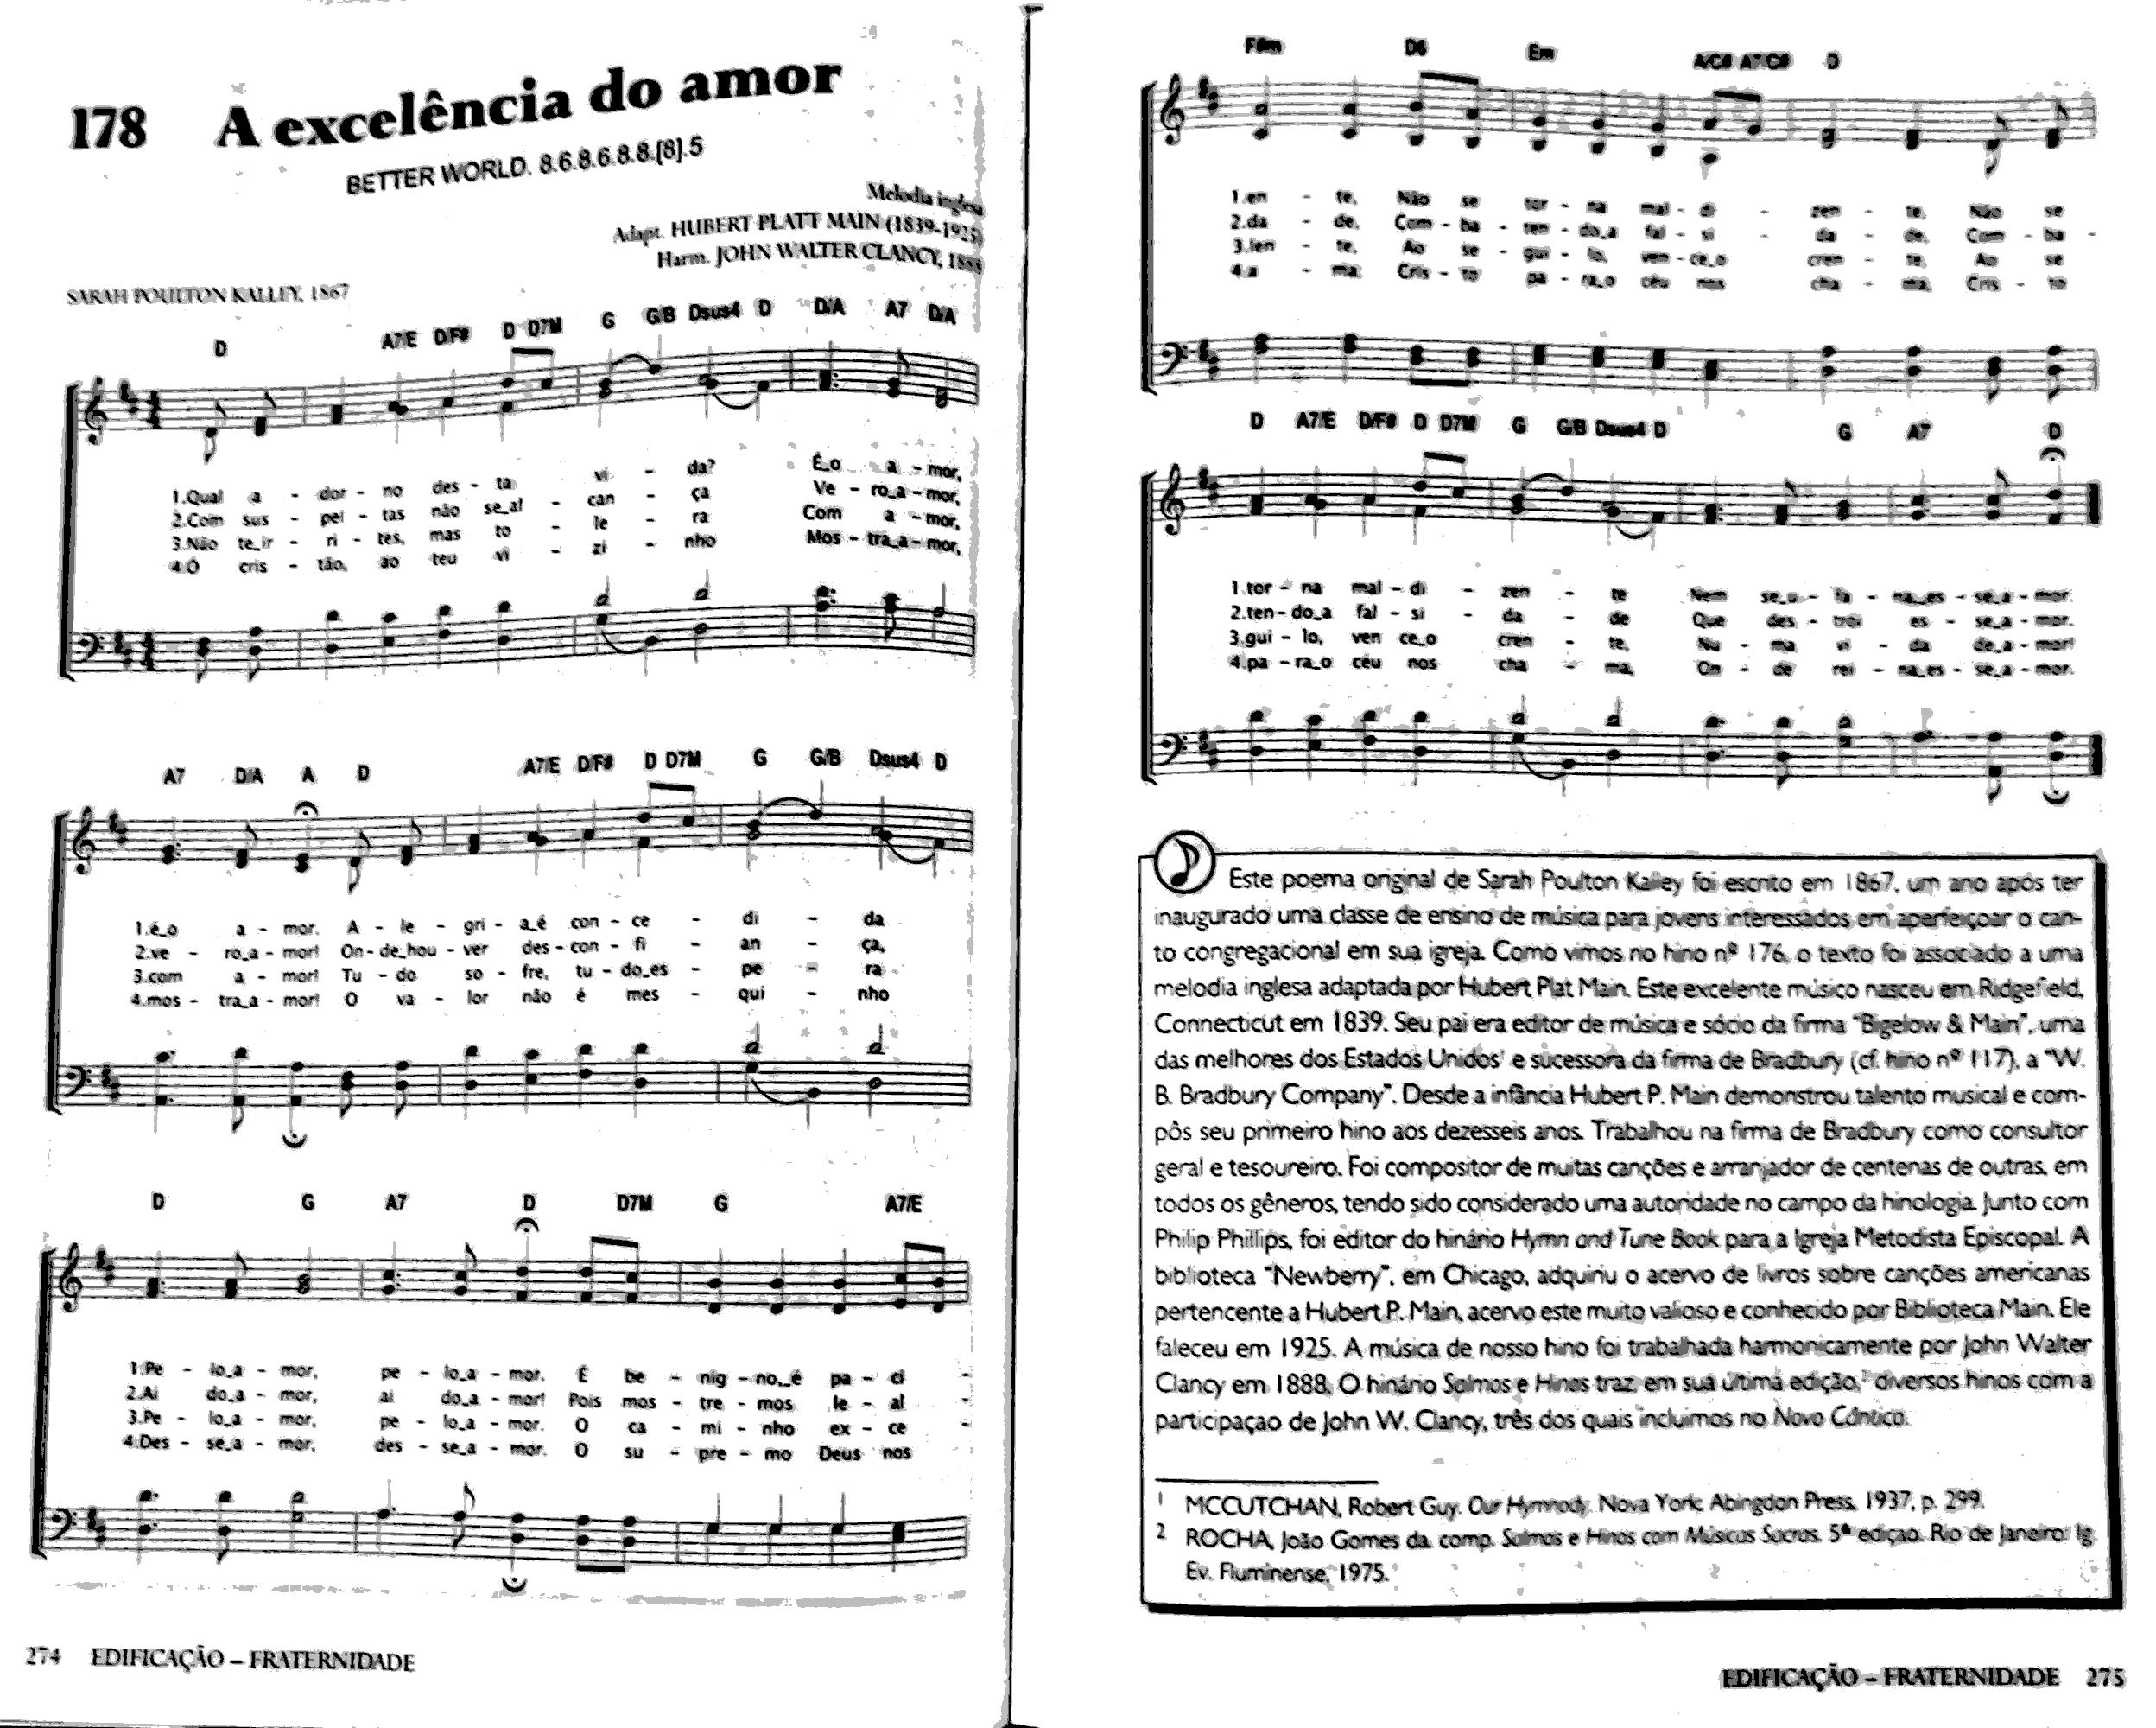 178 A excelência do amor
BETTER WORLD. 8.6.8.6.8.8.[8].5
Melodia inglesa
Adapt. HUBERT PLATT MAIN (1839-1925)
Harm. JOHN WALTER CLANCY, 1888
SARAH POULTON KALLEY, 1867
D A7/E D/F# D D7M G G/B Dsus4 D D/A A7 D/A
1.Qual a - dor - no des - ta vi - da? É_o a - mor,
2.Com sus - pei - tas não se_al - can - ça Ve - ro_a - mor,
3.Não te_ir - ri - tes, mas to - le - ra Com a - mor,
4.Ó cris - tão, ao teu vi - zi - nho Mos - tra_a - mor,
A7 D/A A D A7/E D/F# D D7M G G/B Dsus4 D
1.é_o a - mor. A - le - gri - a_é con - ce - di - da
2.ve - ro_a - mor! On - de_hou - ver des - con - fi - an - ça,
3.com a - mor! Tu - do so - fre, tu - do_es - pe - ra
4.mos - tra_a - mor! O va - lor não é mes - qui - nho
D G A7 D D7M G A7/E
1.Pe - lo_a - mor, pe - lo_a - mor. É be - nig - no,_é pa - ci -
2.Ai do_a - mor, ai do_a - mor! Pois mos - tre - mos le - al -
3.Pe - lo_a - mor, pe - lo_a - mor. O ca - mi - nho ex - ce -
4.Des - se_a - mor, des - se_a - mor. O su - pre - mo Deus nos
274 EDIFICAÇÃO – FRATERNIDADE
F#m D6 Em A/C# A7/C# D
1.en - te, Não se tor - na mal - di - zen - te, Não se
2.da - de, Com - ba - ten - do_a fal - si - da - de, Com - ba -
3.len - te, Ao se - gui - lo, ven - ce_o cren - te, Ao se
4.a - ma; Cris - to pa - ra_o céu nos cha - ma, Cris - to
D A7/E D/F# D D7M G G/B Dsus4 D G A7 D
1.tor - na mal - di - zen - te Nem se_u - fa - na_es - se_a - mor.
2.ten - do_a fal - si - da - de Que des - trói es - se_a - mor.
3.gui - lo, ven ce_o cren - te, Nu - ma vi - da de_a - mor!
4.pa - ra_o céu nos cha - ma, On - de rei - na_es - se_a - mor.
Este poema original de Sarah Poulton Kalley foi escrito em 1867, um ano após ter
inaugurado uma classe de ensino de música para jovens interessados em aperfeiçoar o can-
to congregacional em sua igreja. Como vimos no hino nº 176, o texto foi associado a uma
melodia inglesa adaptada por Hubert Plat Main. Este excelente músico nasceu em Ridgefield,
Connecticut em 1839. Seu pai era editor de música e sócio da firma "Bigelow & Main", uma
das melhores dos Estados Unidos¹ e sucessora da firma de Bradbury (cf. hino nº 117), a "W.
B. Bradbury Company". Desde a infância Hubert P. Main demonstrou talento musical e com-
pôs seu primeiro hino aos dezesseis anos. Trabalhou na firma de Bradbury como consultor
geral e tesoureiro. Foi compositor de muitas canções e arranjador de centenas de outras, em
todos os gêneros, tendo sido considerado uma autoridade no campo da hinologia. Junto com
Philip Phillips, foi editor do hinário Hymn and Tune Book para a Igreja Metodista Episcopal. A
biblioteca "Newberry", em Chicago, adquiriu o acervo de livros sobre canções americanas
pertencente a Hubert P. Main, acervo este muito valioso e conhecido por Biblioteca Main. Ele
faleceu em 1925. A música de nosso hino foi trabalhada harmonicamente por John Walter
Clancy em 1888. O hinário Salmos e Hinos traz, em sua última edição,² diversos hinos com a
participaçao de John W. Clancy, três dos quais incluimos no Novo Cântico.
1 MCCUTCHAN, Robert Guy. Our Hymnody. Nova York: Abingdon Press, 1937, p. 299.
2 ROCHA, João Gomes da. comp. Salmos e Hinos com Músicas Sacras. 5ª ediçao. Rio de Janeiro: Ig.
Ev. Fluminense, 1975.
EDIFICAÇÃO – FRATERNIDADE 275